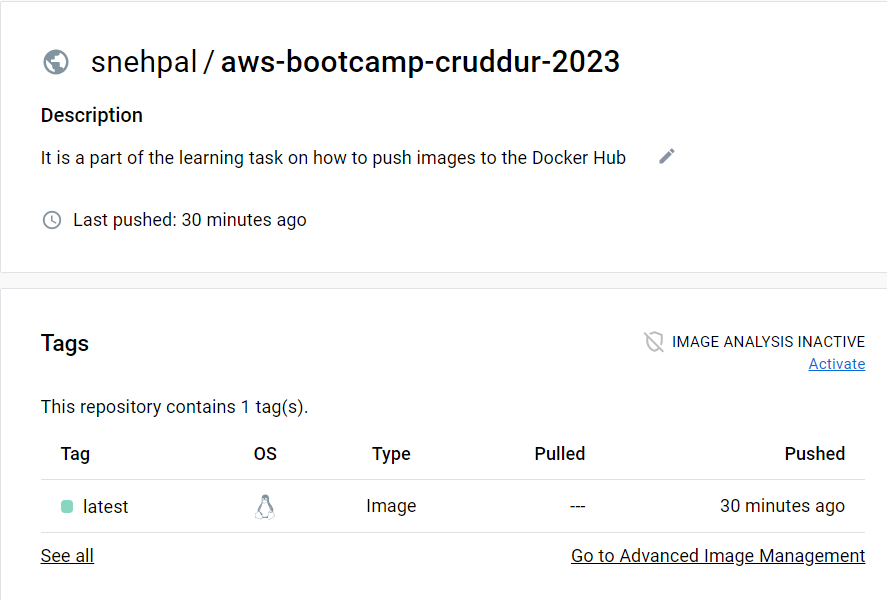 snehpal / aws-bootcamp-cruddur-2023
Description
It is a part of the learning task on how to push images to the Docker Hub
Last pushed: 30 minutes ago
Tags
IMAGE ANALYSIS INACTIVE
Activate
This repository contains 1 tag(s).
Tag OS Type Pulled Pushed
latest Image --- 30 minutes ago
See all Go to Advanced Image Management